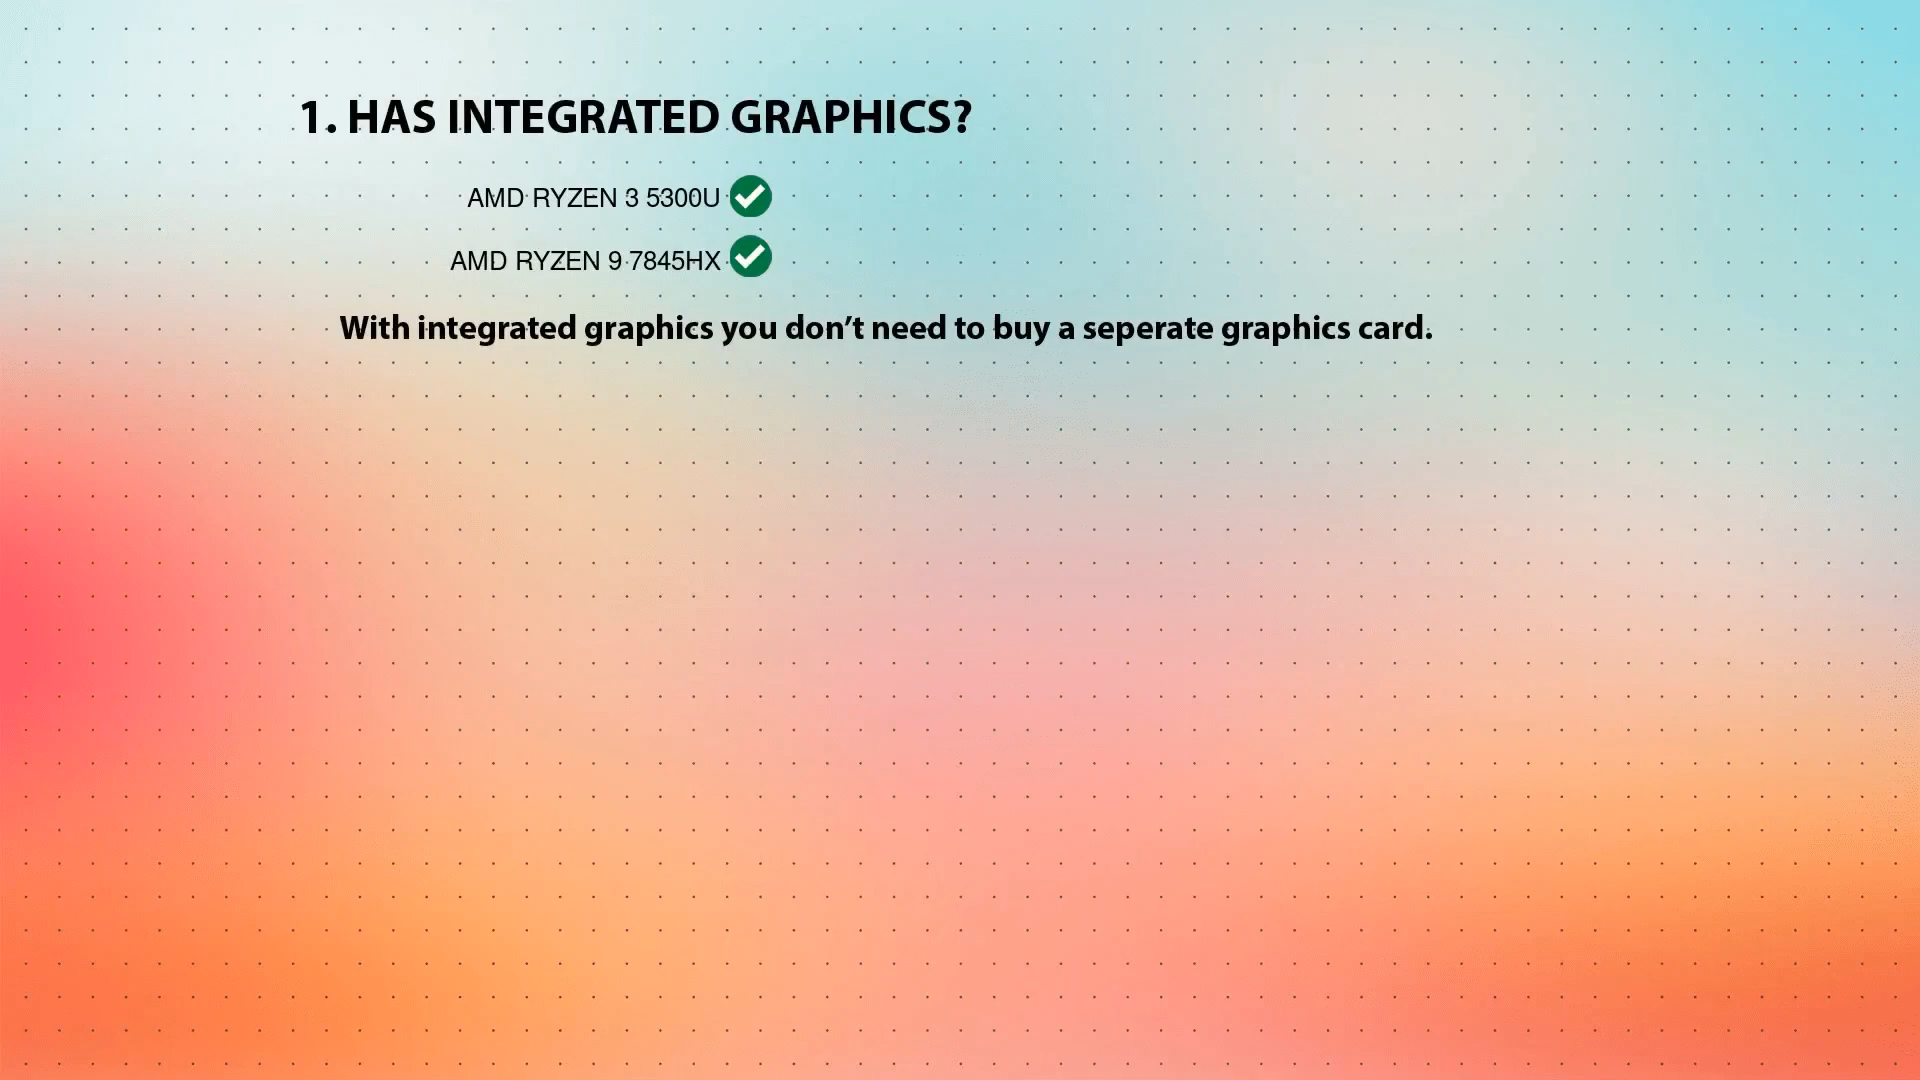 1. HAS INTEGRATED GRAPHICS?
AMD RYZEN 3 5300U
AMD RYZEN 9 7845HX
With integrated graphics you don’t need to buy a seperate graphics card.